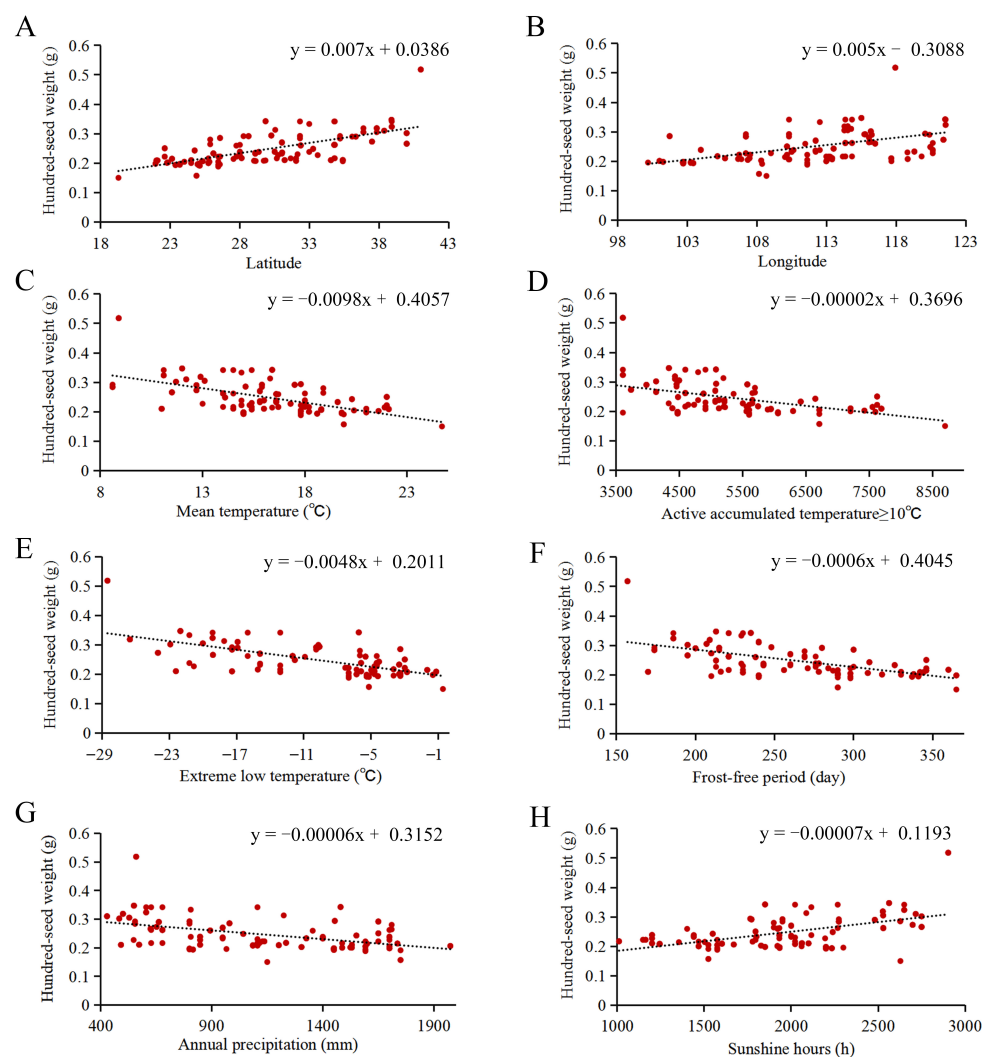 A
y = 0.007x + 0.0386
Hundred-seed weight (g)
0.6
0.5
0.4
0.3
0.2
0.1
0
18 23 28 33 38 43
Latitude
B
y = 0.005x − 0.3088
Hundred-seed weight (g)
0.6
0.5
0.4
0.3
0.2
0.1
0
98 103 108 113 118 123
Longitude
C
y = −0.0098x + 0.4057
Hundred-seed weight (g)
0.6
0.5
0.4
0.3
0.2
0.1
0
8 13 18 23
Mean temperature (℃)
D
y = −0.00002x + 0.3696
Hundred-seed weight (g)
0.6
0.5
0.4
0.3
0.2
0.1
0
3500 4500 5500 6500 7500 8500
Active accumulated temperature≥10℃
E
y = −0.0048x + 0.2011
Hundred-seed weight (g)
0.6
0.5
0.4
0.3
0.2
0.1
0
−29 −23 −17 −11 −5 −1
Extreme low temperature (℃)
F
y = −0.0006x + 0.4045
Hundred-seed weight (g)
0.6
0.5
0.4
0.3
0.2
0.1
0
150 200 250 300 350
Frost-free period (day)
G
y = −0.00006x + 0.3152
Hundred-seed weight (g)
0.6
0.5
0.4
0.3
0.2
0.1
0
400 900 1400 1900
Annual precipitation (mm)
H
y = −0.00007x + 0.1193
Hundred-seed weight (g)
0.6
0.5
0.4
0.3
0.2
0.1
0
1000 1500 2000 2500 3000
Sunshine hours (h)